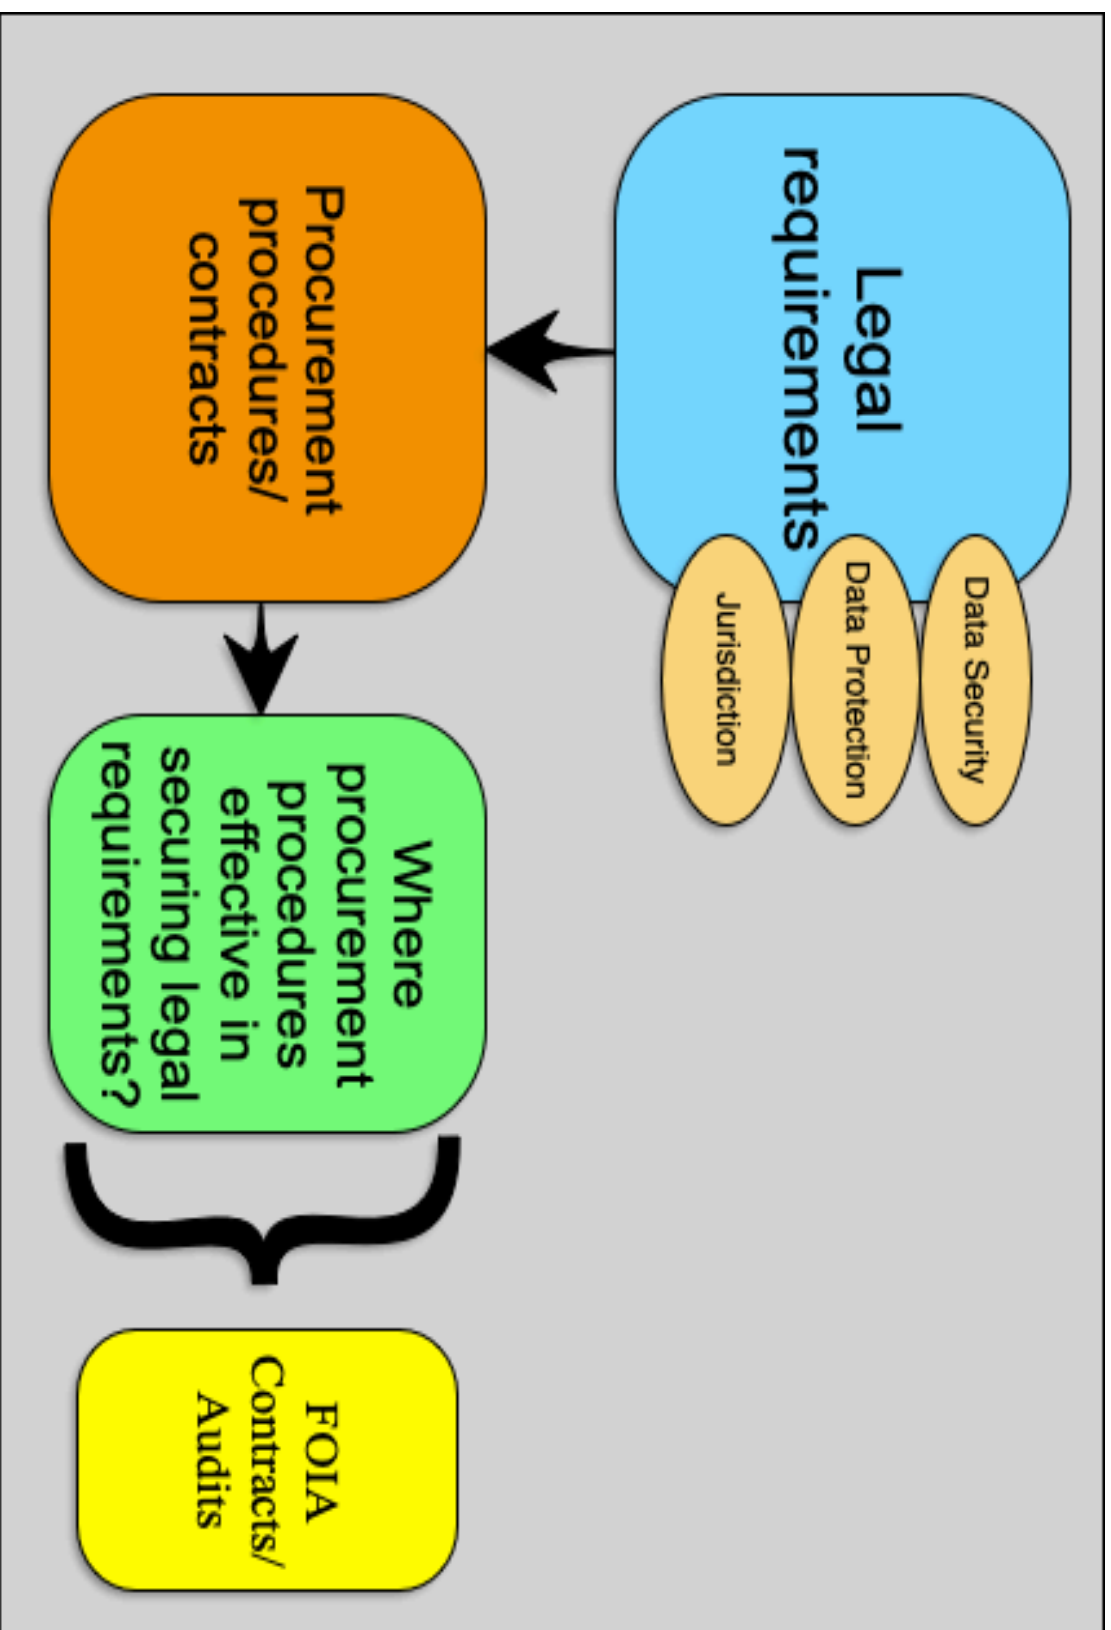 Legal
requirements
Data Security
Data Protection
Jurisdiction
Procurement
procedures/
contracts
Where
procurement
procedures
effective in
securing legal
requirements?
FOIA
Contracts/
Audits